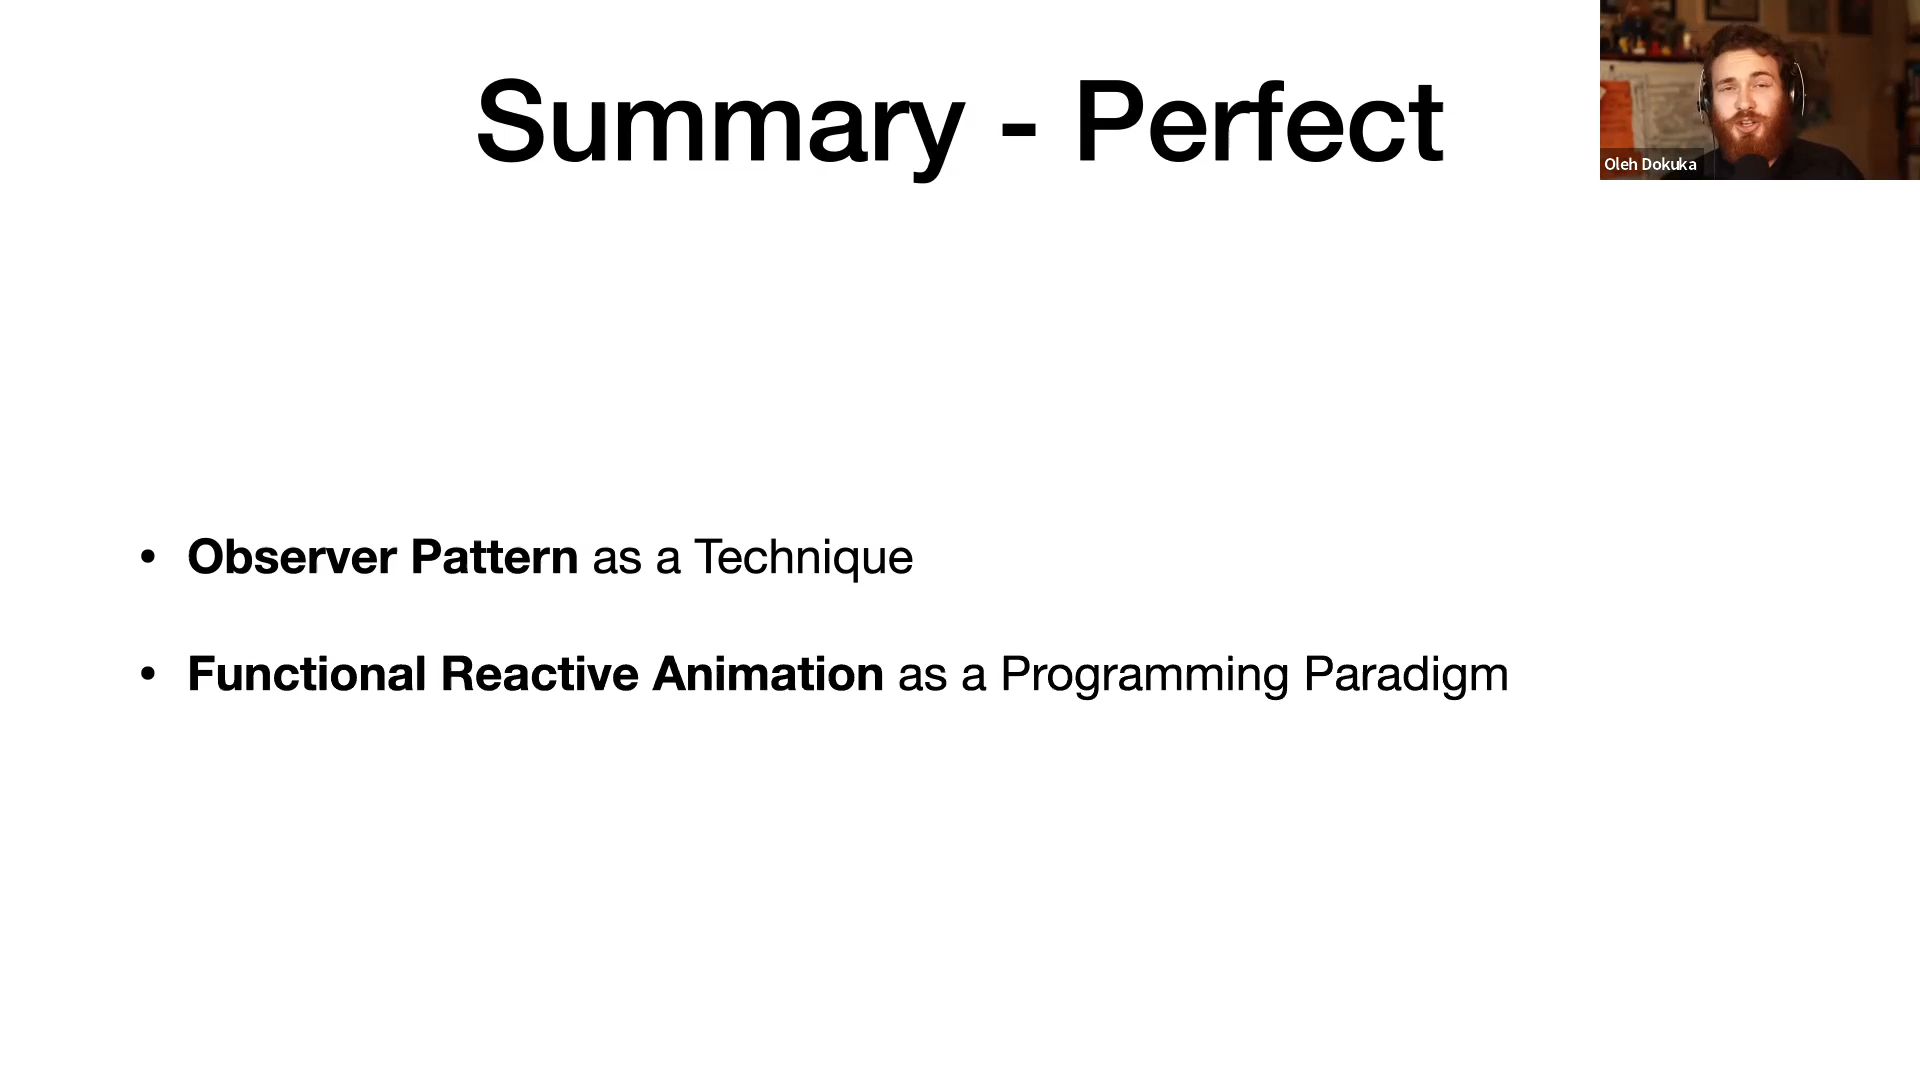 Summary - Perfect
Oleh Dokuka
• Observer Pattern as a Technique
• Functional Reactive Animation as a Programming Paradigm